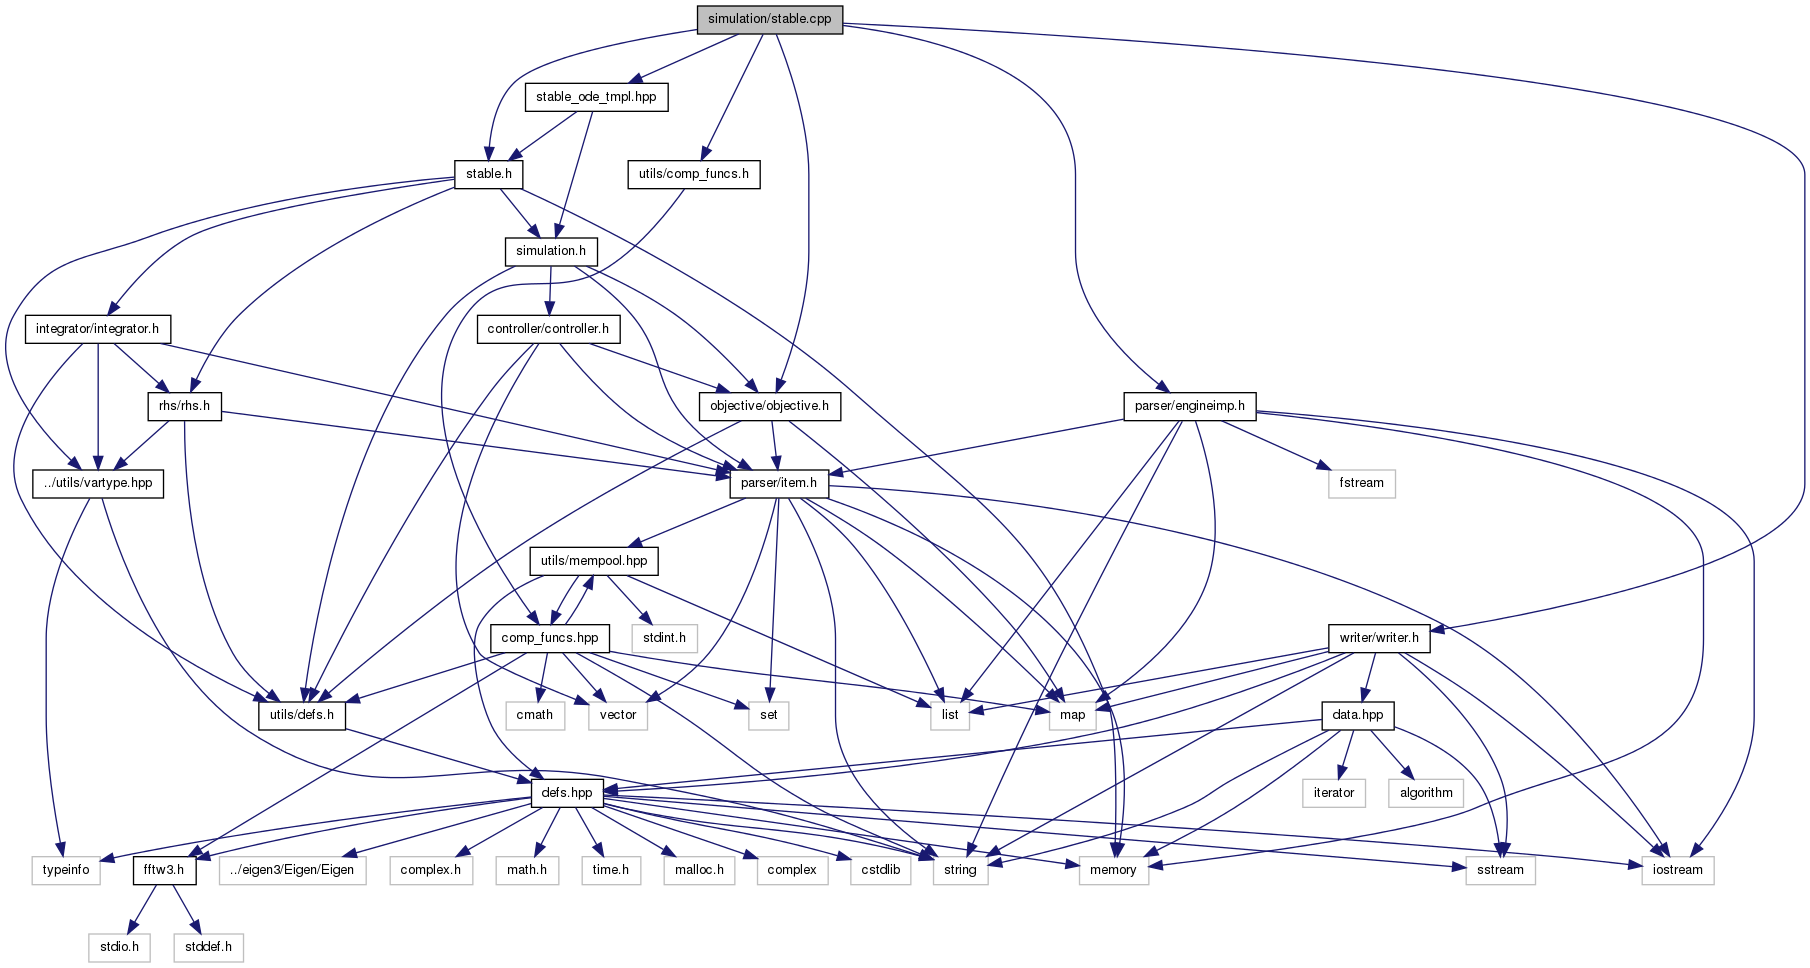 simulation/stable.cpp
stable_ode_tmpl.hpp
stable.h
utils/comp_funcs.h
simulation.h
integrator/integrator.h
controller/controller.h
rhs/rhs.h
objective/objective.h
parser/engineimp.h
../utils/vartype.hpp
parser/item.h
fstream
utils/mempool.hpp
comp_funcs.hpp
stdint.h
writer/writer.h
utils/defs.h
cmath
vector
set
list
map
data.hpp
defs.hpp
iterator
algorithm
typeinfo
fftw3.h
../eigen3/Eigen/Eigen
complex.h
math.h
time.h
malloc.h
complex
cstdlib
string
memory
sstream
iostream
stdio.h
stddef.h